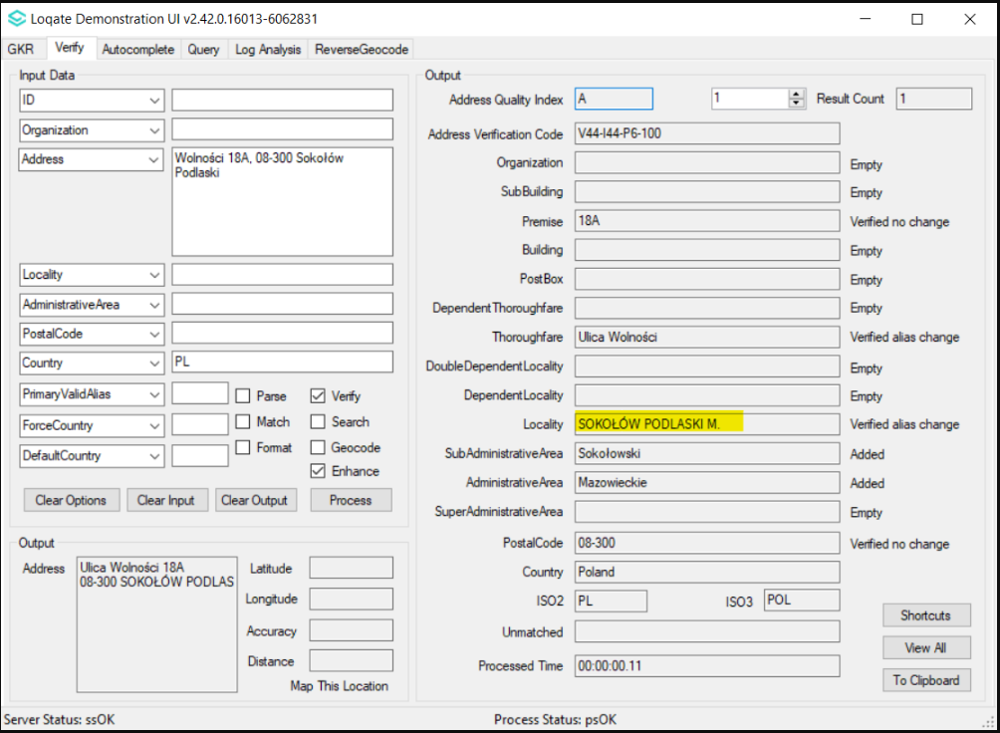 Loqate Demonstration UI v2.42.0.16013-6062831
GKR Verify Autocomplete Query Log Analysis ReverseGeocode
Input Data
ID
Organization
Address Wolności 18A, 08-300 Sokołów
Podlaski
Locality
AdministrativeArea
PostalCode
Country PL
PrimaryValidAlias Parse Verify
ForceCountry Match Search
DefaultCountry Format Geocode
Enhance
Clear Options Clear Input Clear Output Process
Output
Address Ulica Wolności 18A
08-300 SOKOŁÓW PODLAS
Latitude
Longitude
Accuracy
Distance
Map This Location
Output
Address Quality Index A 1 Result Count 1
Address Verification Code V44-I44-P6-100
Organization Empty
SubBuilding Empty
Premise 18A Verified no change
Building Empty
PostBox Empty
DependentThoroughfare Empty
Thoroughfare Ulica Wolności Verified alias change
DoubleDependentLocality Empty
DependentLocality Empty
Locality SOKOŁÓW PODLASKI M. Verified alias change
SubAdministrativeArea Sokołowski Added
AdministrativeArea Mazowieckie Added
SuperAdministrativeArea Empty
PostalCode 08-300 Verified no change
Country Poland
ISO2 PL ISO3 POL
Unmatched
Processed Time 00:00:00.11
Shortcuts
View All
To Clipboard
Server Status: ssOK Process Status: psOK